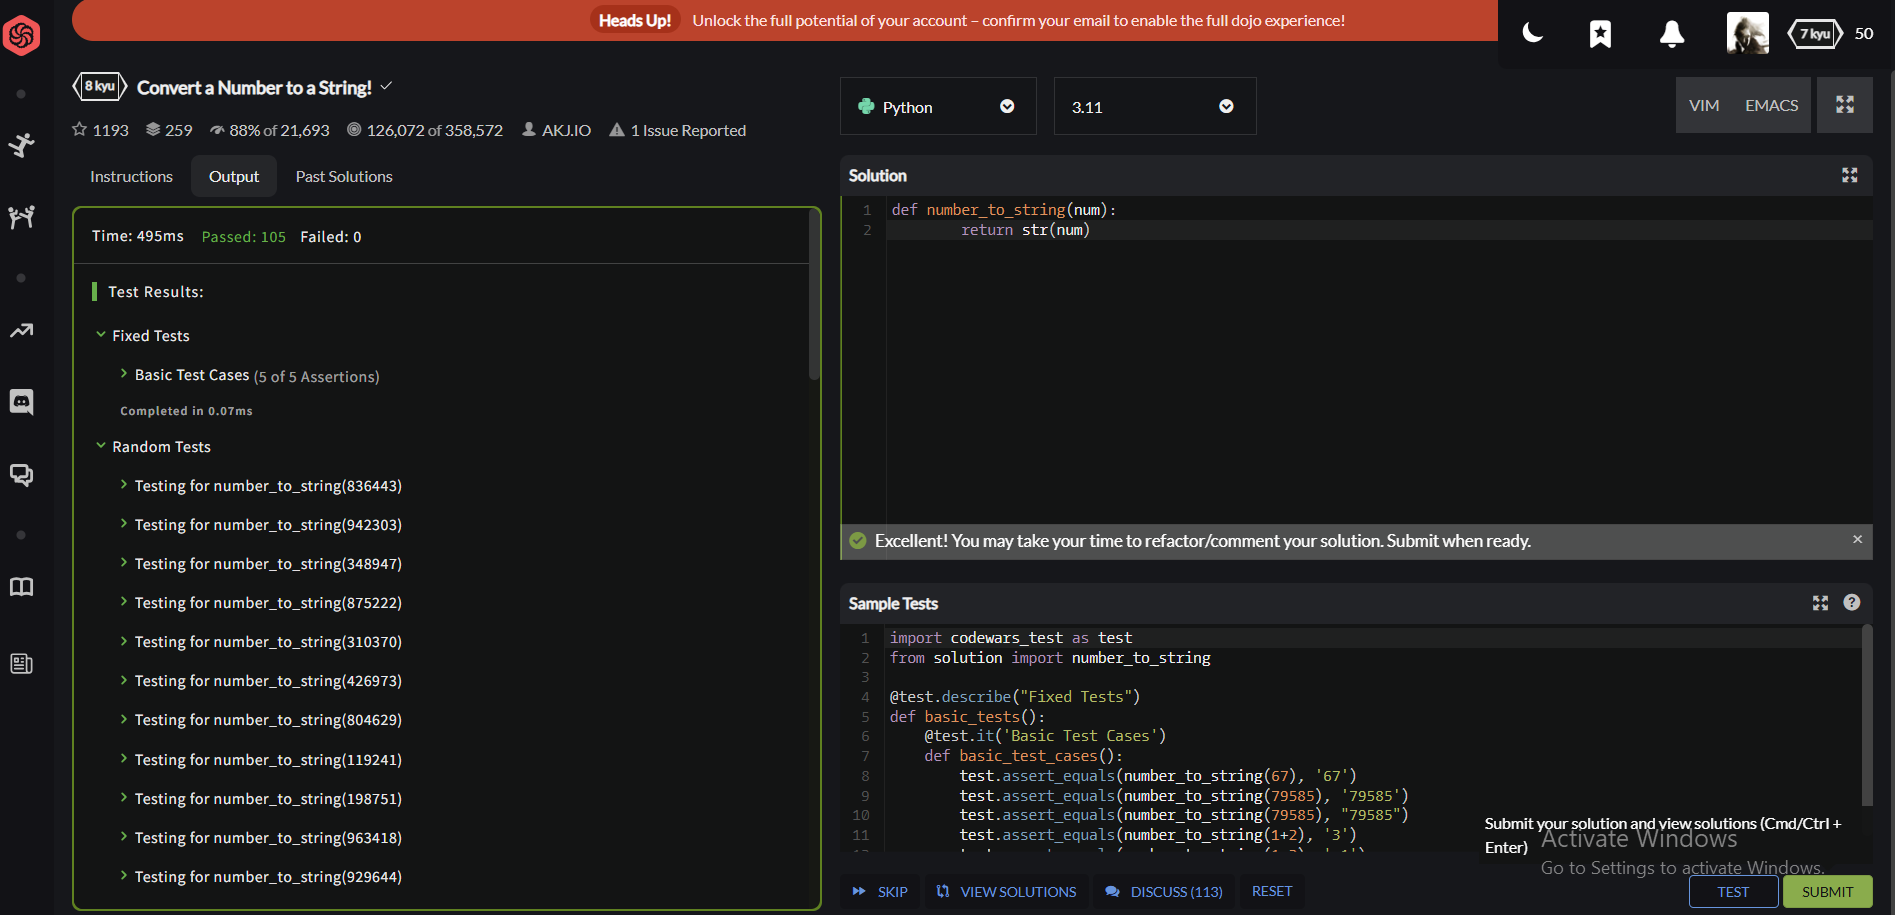 Heads Up! Unlock the full potential of your account – confirm your email to enable the full dojo experience!
7 kyu 50
8 kyu Convert a Number to a String!
1193 259 88% of 21,693 126,072 of 358,572 AKJ.IO 1 Issue Reported
Instructions Output Past Solutions
Time: 495ms Passed: 105 Failed: 0
Test Results:
Fixed Tests
Basic Test Cases (5 of 5 Assertions)
Completed in 0.07ms
Random Tests
Testing for number_to_string(836443)
Testing for number_to_string(942303)
Testing for number_to_string(348947)
Testing for number_to_string(875222)
Testing for number_to_string(310370)
Testing for number_to_string(426973)
Testing for number_to_string(804629)
Testing for number_to_string(119241)
Testing for number_to_string(198751)
Testing for number_to_string(963418)
Testing for number_to_string(929644)
Python 3.11 VIM EMACS
Solution
1 def number_to_string(num):
2 return str(num)
Excellent! You may take your time to refactor/comment your solution. Submit when ready.
Sample Tests
1 import codewars_test as test
2 from solution import number_to_string
3
4 @test.describe("Fixed Tests")
5 def basic_tests():
6 @test.it('Basic Test Cases')
7 def basic_test_cases():
8 test.assert_equals(number_to_string(67), '67')
9 test.assert_equals(number_to_string(79585), '79585')
10 test.assert_equals(number_to_string(79585), "79585")
11 test.assert_equals(number_to_string(1+2), '3')
Submit your solution and view solutions (Cmd/Ctrl +
Enter)
Activate Windows
Go to Settings to activate Windows.
SKIP VIEW SOLUTIONS DISCUSS (113) RESET TEST SUBMIT